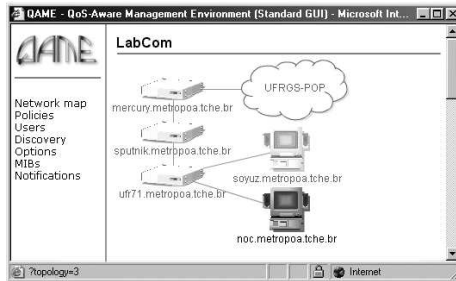 QAME - QoS-Aware Management Environment (Standard GUI) - Microsoft Int...
QAME
Network map
Policies
Users
Discovery
Options
MIBs
Notifications
LabCom
UFRGS-POP
mercury.metropoa.tche.br
sputnik.metropoa.tche.br
soyuz.metropoa.tche.br
ufr71.metropoa.tche.br
noc.metropoa.tche.br
?topology=3
Internet